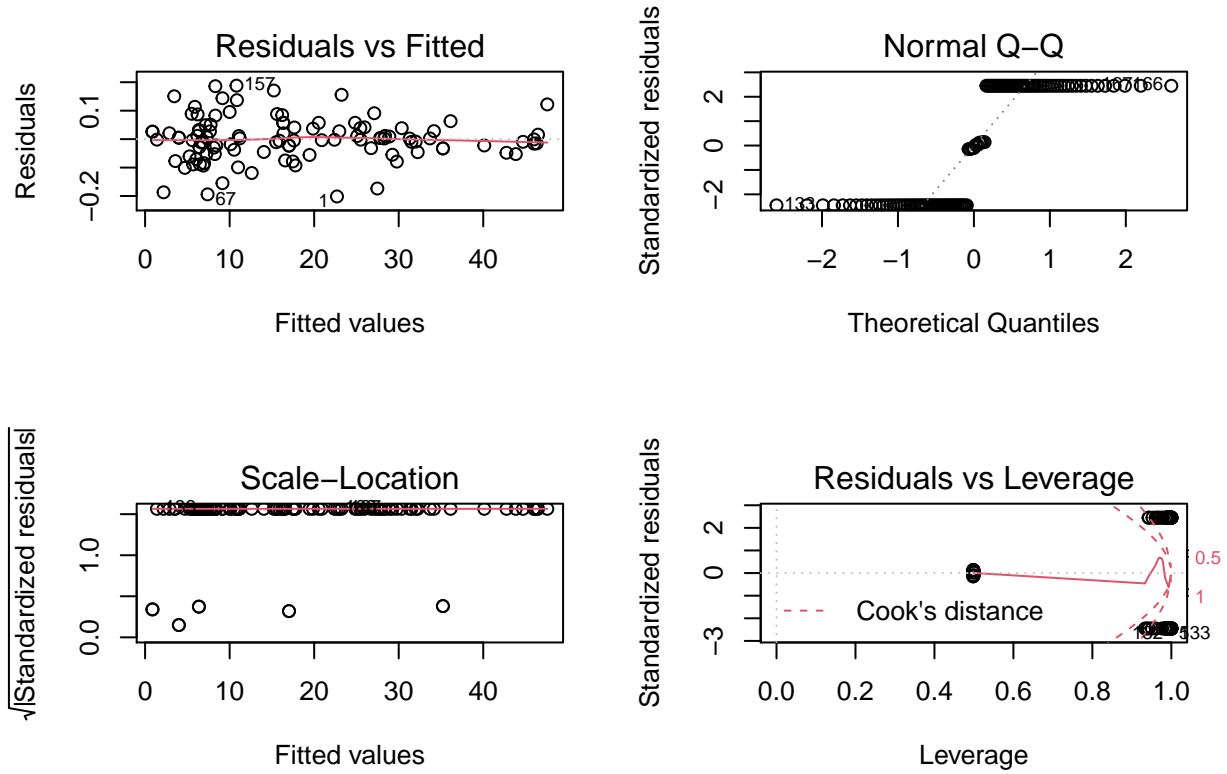 Residuals vs Fitted
Residuals
0.1
−0.2
157
67
1
0 10 20 30 40
Fitted values
Normal Q−Q
Standardized residuals
2
0
−2
133
166
−2 −1 0 1 2
Theoretical Quantiles
Scale−Location
√|Standardized residuals|
1.0
0.0
0 10 20 30 40
Fitted values
Residuals vs Leverage
Standardized residuals
2
0
−3
0.5
1
Cook's distance
133
0.0 0.2 0.4 0.6 0.8 1.0
Leverage